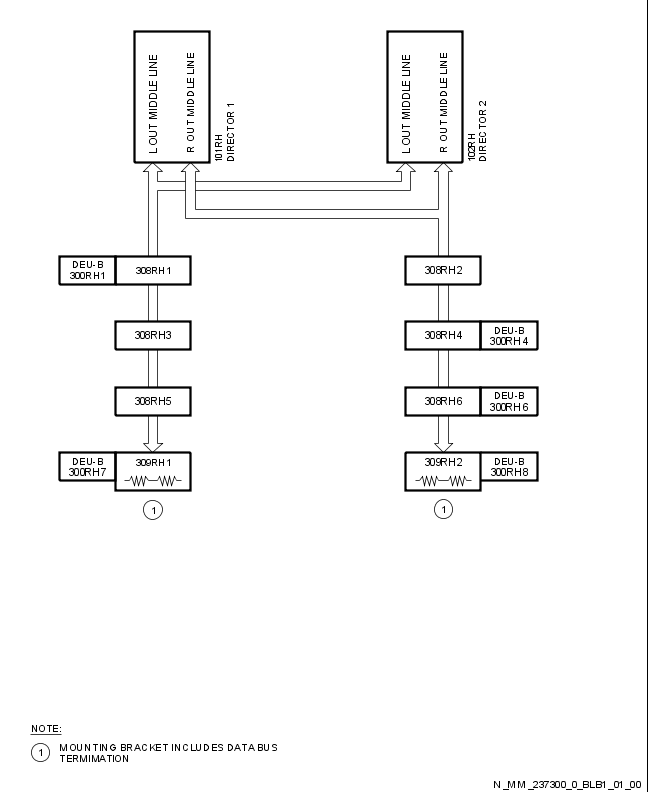 L OUT MIDDLE LINE
R OUT MIDDLE LINE
101RH
DIRECTOR 1
L OUT MIDDLE LINE
R OUT MIDDLE LINE
102RH
DIRECTOR 2
DEU-B
300RH1
308RH1
308RH2
308RH3
308RH4
DEU-B
300RH4
308RH5
308RH6
DEU-B
300RH6
DEU-B
300RH7
309RH1
309RH2
DEU-B
300RH8
1
1
NOTE:
1 MOUNTING BRACKET INCLUDES DATA BUS
TERMIMATION
N_MM_237300_0_BLB1_01_00